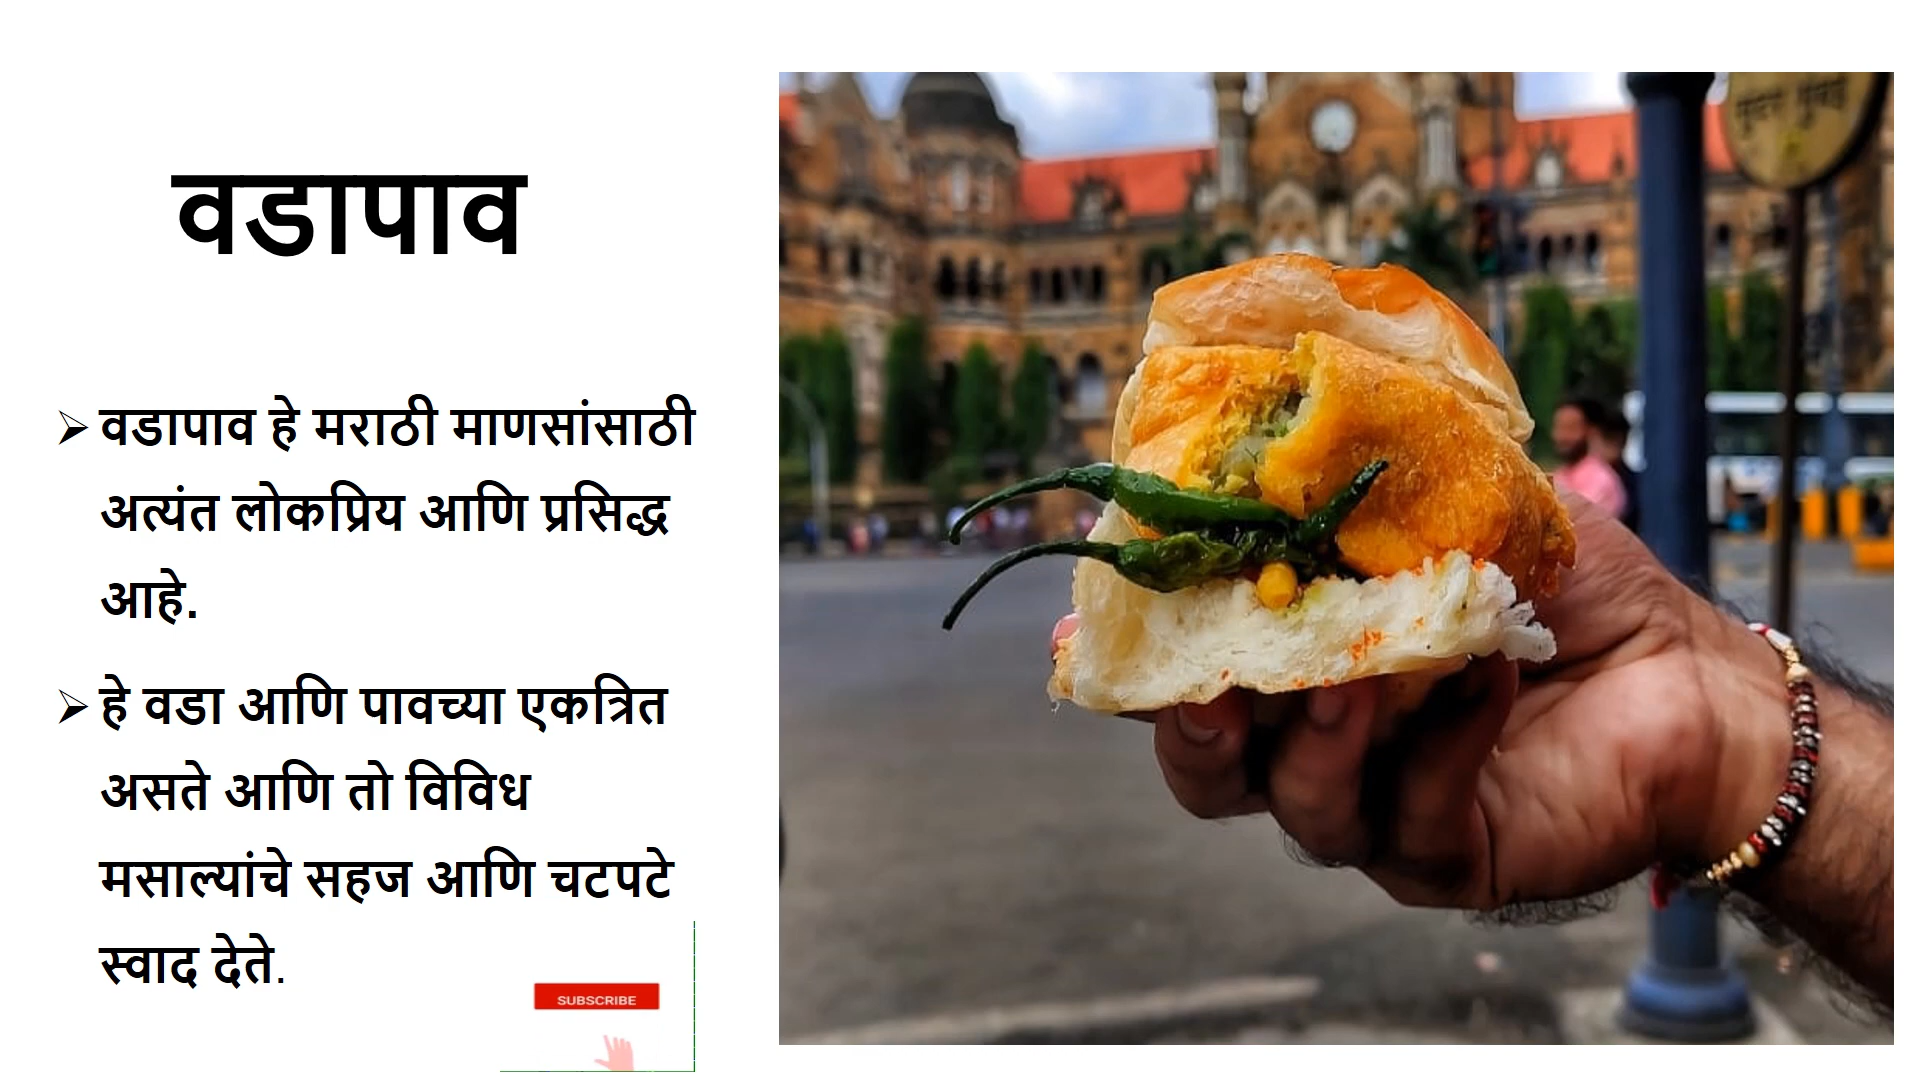 वडापाव
➢ वडापाव हे मराठी माणसांसाठी
अत्यंत लोकप्रिय आणि प्रसिद्ध
आहे.
➢ हे वडा आणि पावच्या एकत्रित
असते आणि तो विविध
मसाल्यांचे सहज आणि चटपटे
स्वाद देते.
SUBSCRIBE